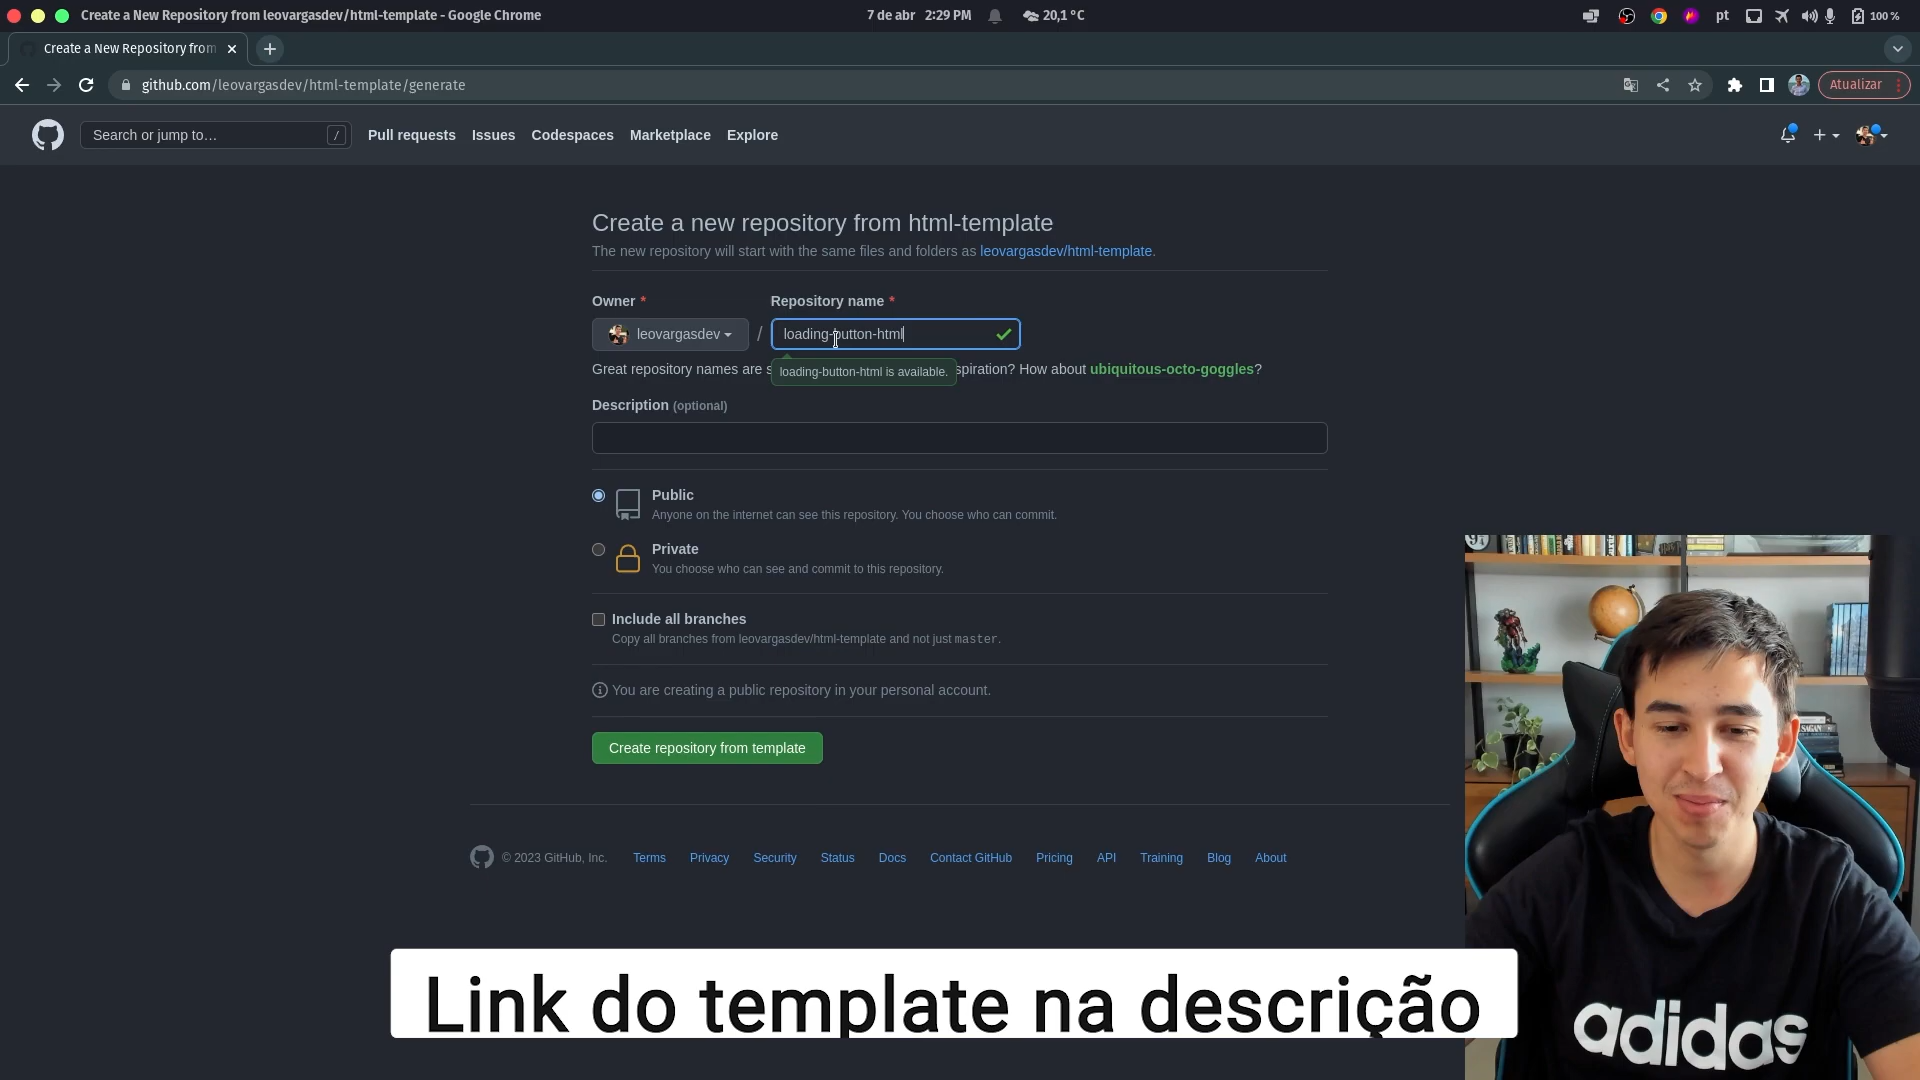 Create a New Repository from leovargasdev/html-template - Google Chrome
7 de abr 2:29 PM
20,1 °C
pt
100 %
Create a New Repository from
github.com/leovargasdev/html-template/generate
Atualizar
Search or jump to…
/
Pull requests
Issues
Codespaces
Marketplace
Explore
Create a new repository from html-template
The new repository will start with the same files and folders as leovargasdev/html-template.
Owner *
Repository name *
leovargasdev
/
loading-button-html
Great repository names are s
loading-button-html is available.
spiration? How about ubiquitous-octo-goggles?
Description (optional)
Public
Anyone on the internet can see this repository. You choose who can commit.
Private
You choose who can see and commit to this repository.
Include all branches
Copy all branches from leovargasdev/html-template and not just master.
You are creating a public repository in your personal account.
Create repository from template
© 2023 GitHub, Inc.
Terms
Privacy
Security
Status
Docs
Contact GitHub
Pricing
API
Training
Blog
About
SAGAN
Link do template na descrição
adidas